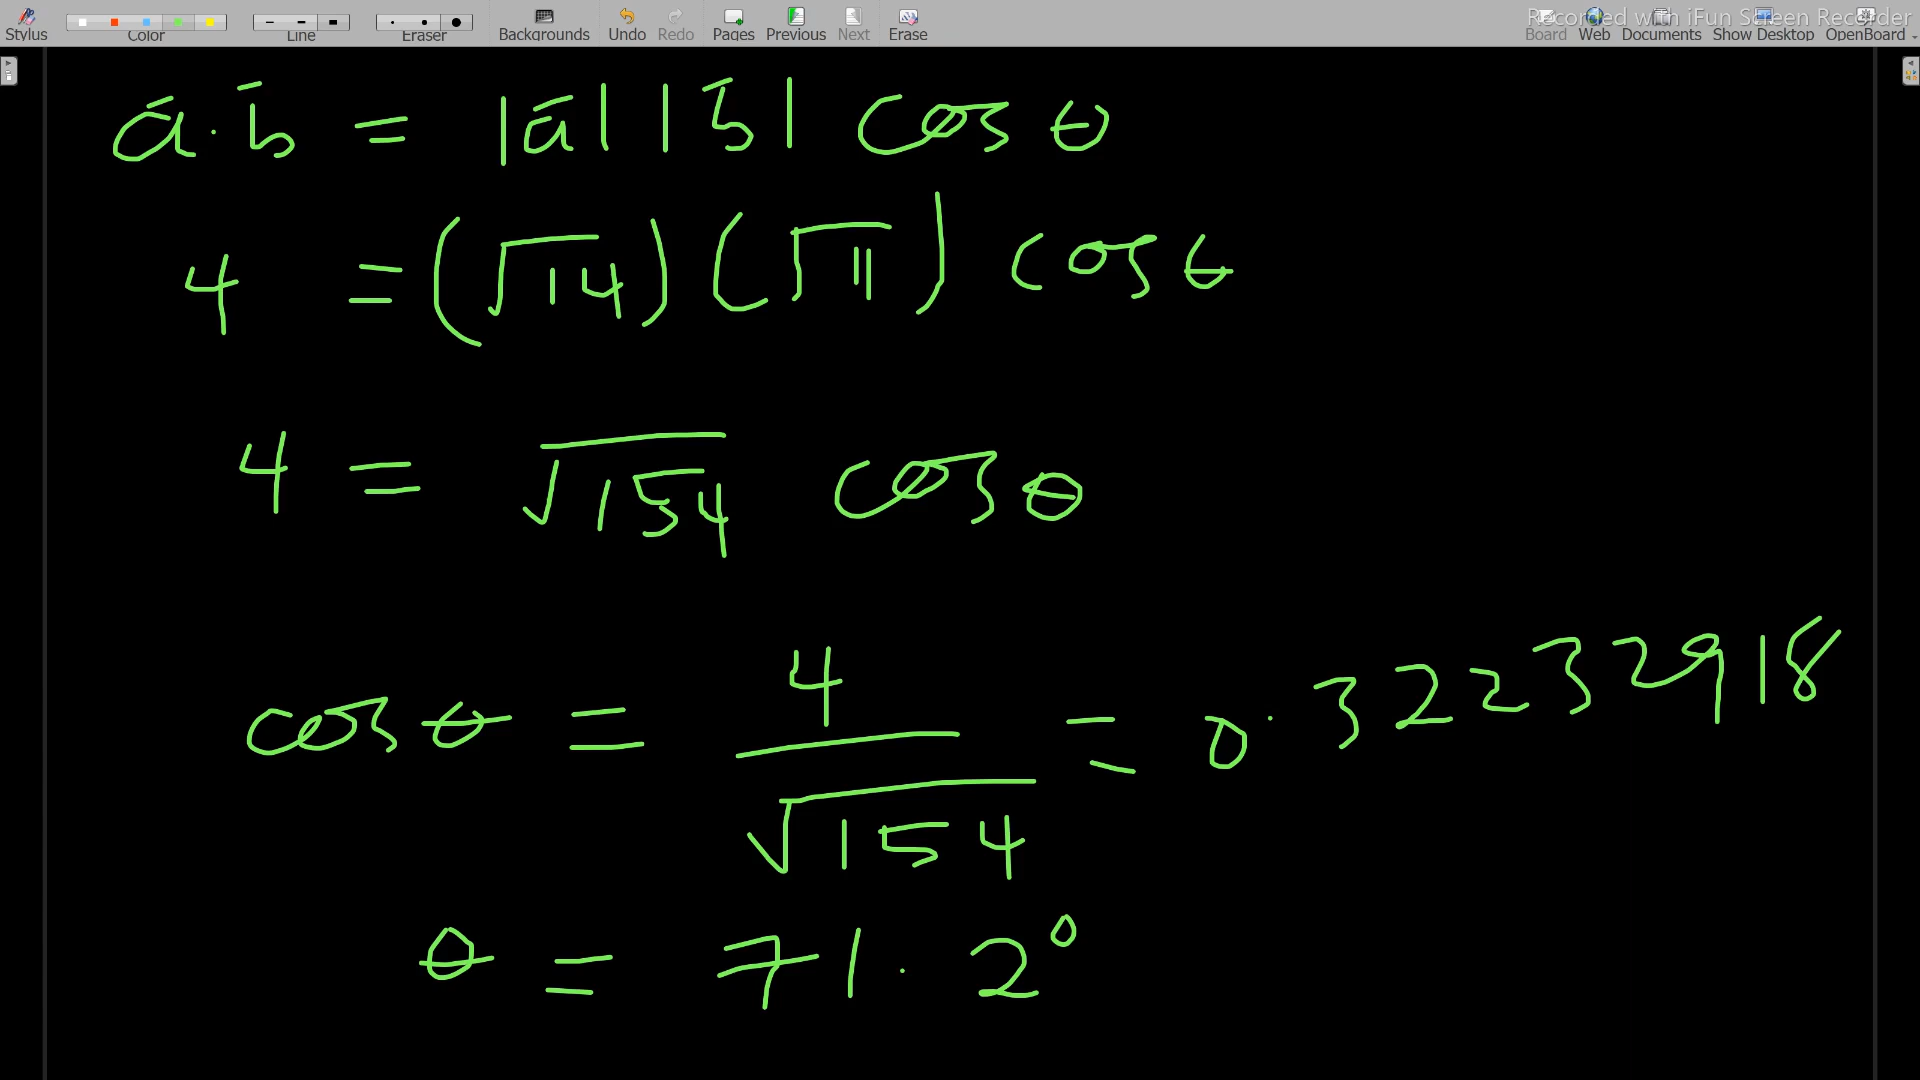 Recorded with iFun Screen Recorder
Stylus Color Line Eraser Backgrounds Undo Redo Pages Previous Next Erase Board Web Documents Show Desktop OpenBoard
ā · b̄ = |ā| |b̄| cos θ
4 = (√14) (√11) cos θ
4 = √154 cos θ
cos θ = 4/√154 = 0.32232918
θ = 71.2°